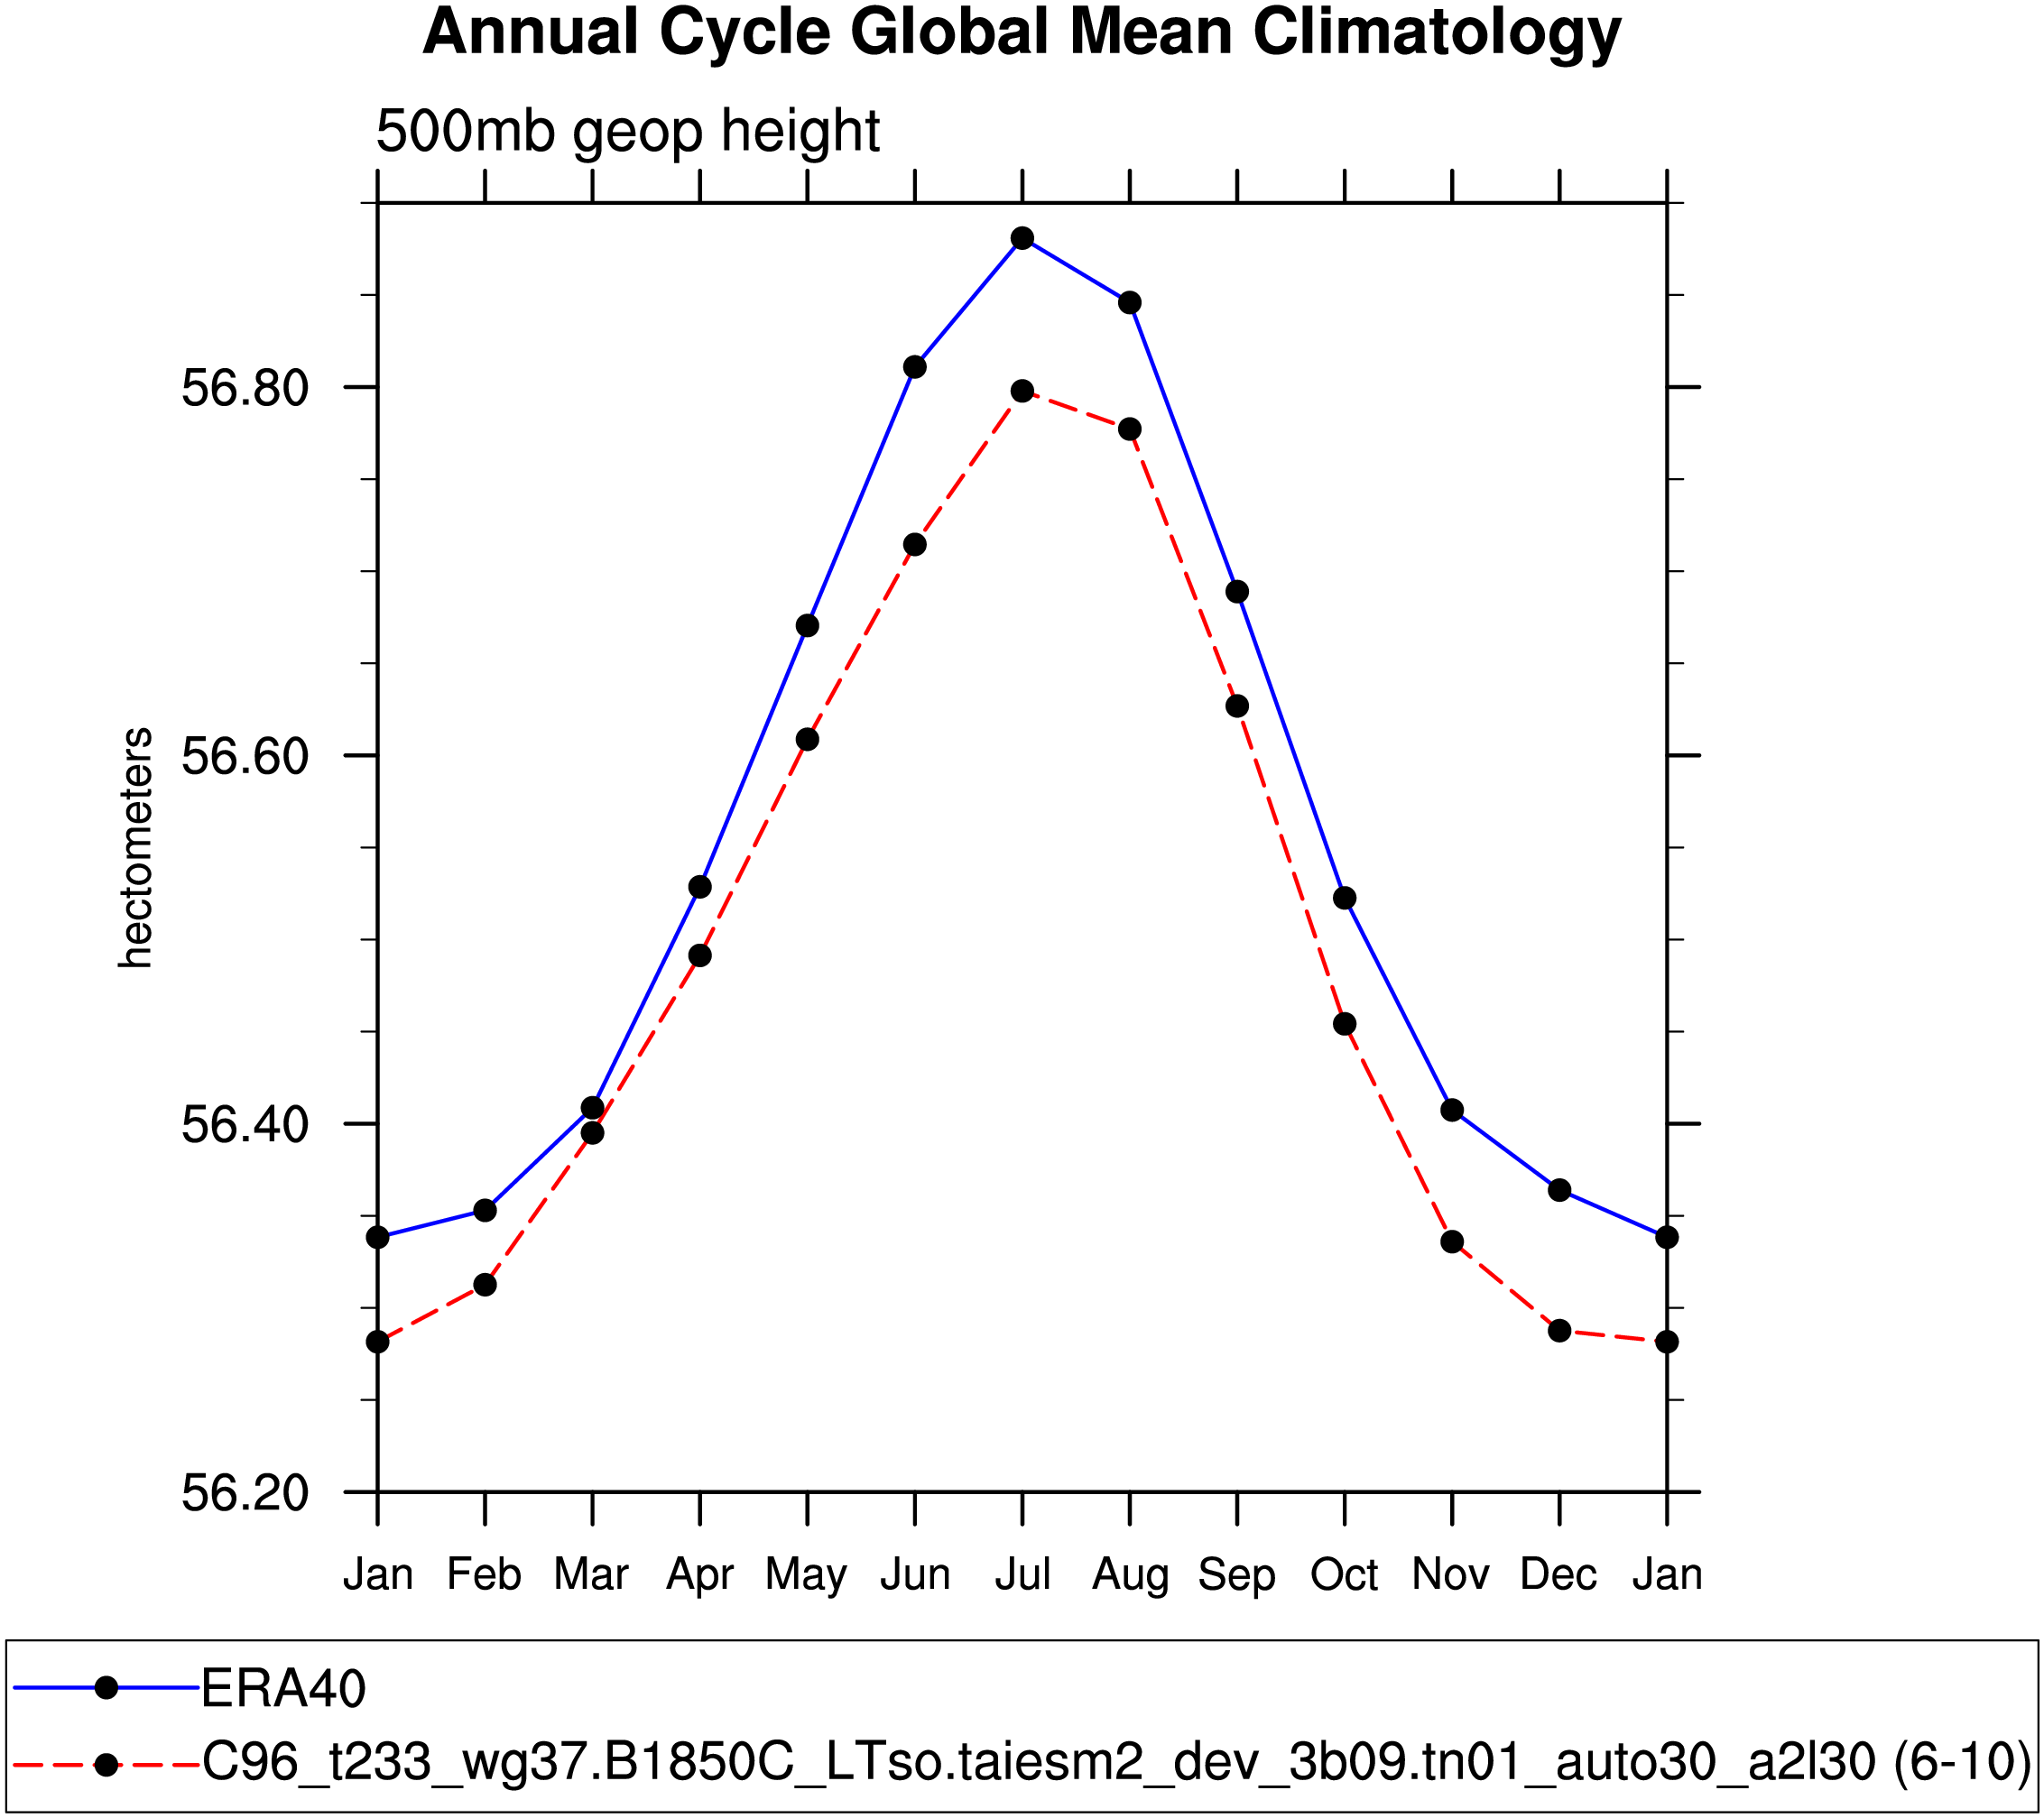 Annual Cycle Global Mean Climatology
500mb geop height
56.80
56.60
56.40
56.20
hectometers
Jan Feb Mar Apr May Jun Jul Aug Sep Oct Nov Dec Jan
ERA40
C96_t233_wg37.B1850C_LTso.taiesm2_dev_3b09.tn01_auto30_a2l30 (6-10)